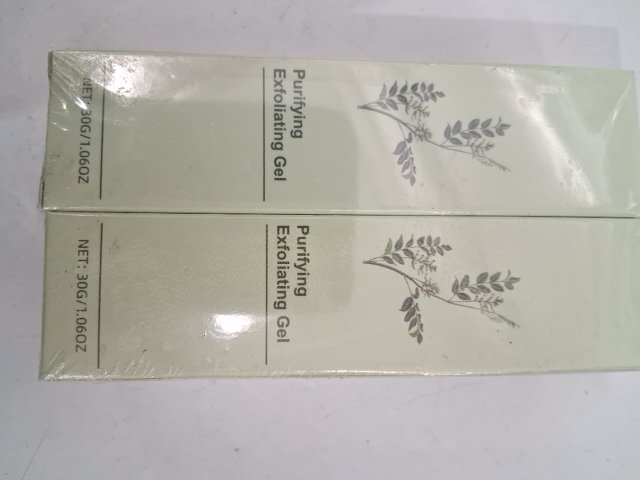 Purifying
Exfoliating Gel
NET: 30G/1.06OZ
Purifying
Exfoliating Gel
NET: 30G/1.06OZ